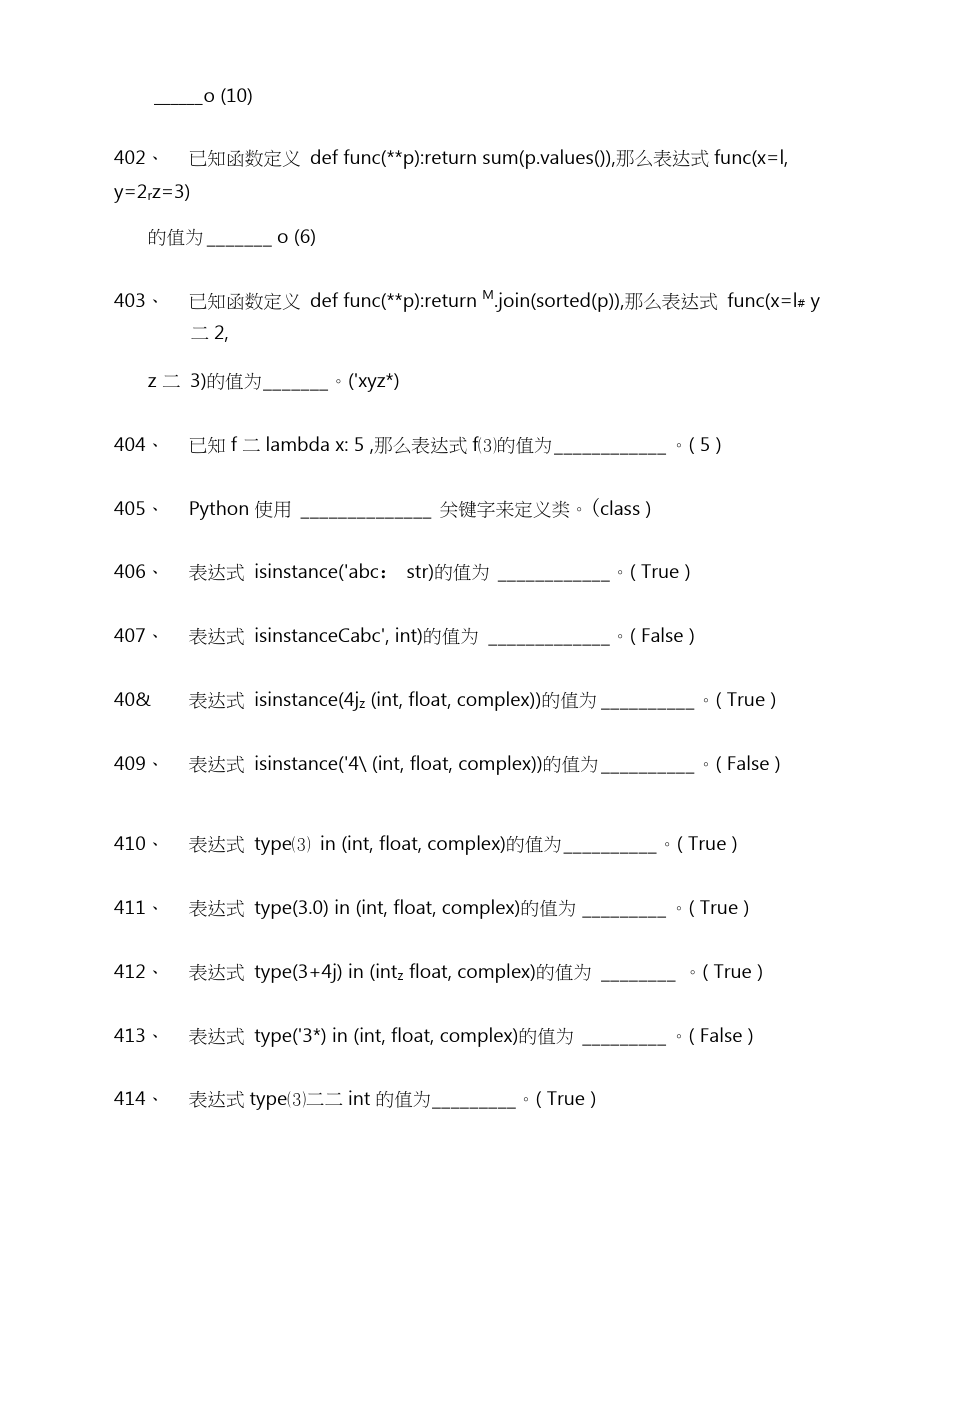 ______o (10)
402、 已知函数定义 def func(**p):return sum(p.values()),那么表达式 func(x=l,
y=2rz=3)
的值为_______ o (6)
403、 已知函数定义 def func(**p):return M.join(sorted(p)),那么表达式 func(x=l# y
二 2,
z 二 3)的值为_______。('xyz*)
404、 已知 f 二 lambda x: 5 ,那么表达式 f⑶的值为____________ 。( 5 )
405、 Python 使用 ______________ 关键字来定义类。（class )
406、 表达式 isinstance('abc： str)的值为 ____________。( True )
407、 表达式 isinstanceCabc', int)的值为 _____________。( False )
40& 表达式 isinstance(4jz (int, float, complex))的值为__________ 。( True )
409、 表达式 isinstance('4\ (int, float, complex))的值为__________ 。( False )
410、 表达式 type⑶ in (int, float, complex)的值为__________。( True )
411、 表达式 type(3.0) in (int, float, complex)的值为 _________ 。( True )
412、 表达式 type(3+4j) in (intz float, complex)的值为 ________ 。( True )
413、 表达式 type('3*) in (int, float, complex)的值为 _________ 。( False )
414、 表达式 type⑶二二 int 的值为_________。( True )